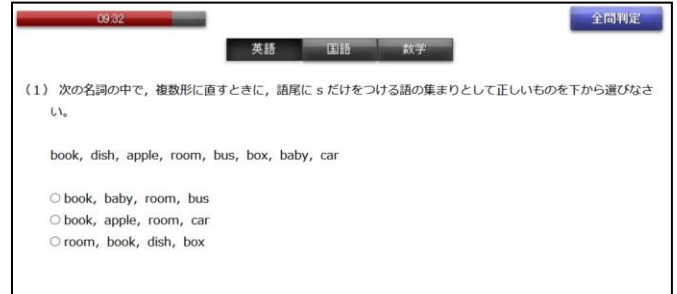 09:32
全問判定
英語 国語 数学
(1) 次の名詞の中で，複数形に直すときに，語尾に s だけをつける語の集まりとして正しいものを下から選びなさ
い。
book, dish, apple, room, bus, box, baby, car
○ book, baby, room, bus
○ book, apple, room, car
○ room, book, dish, box